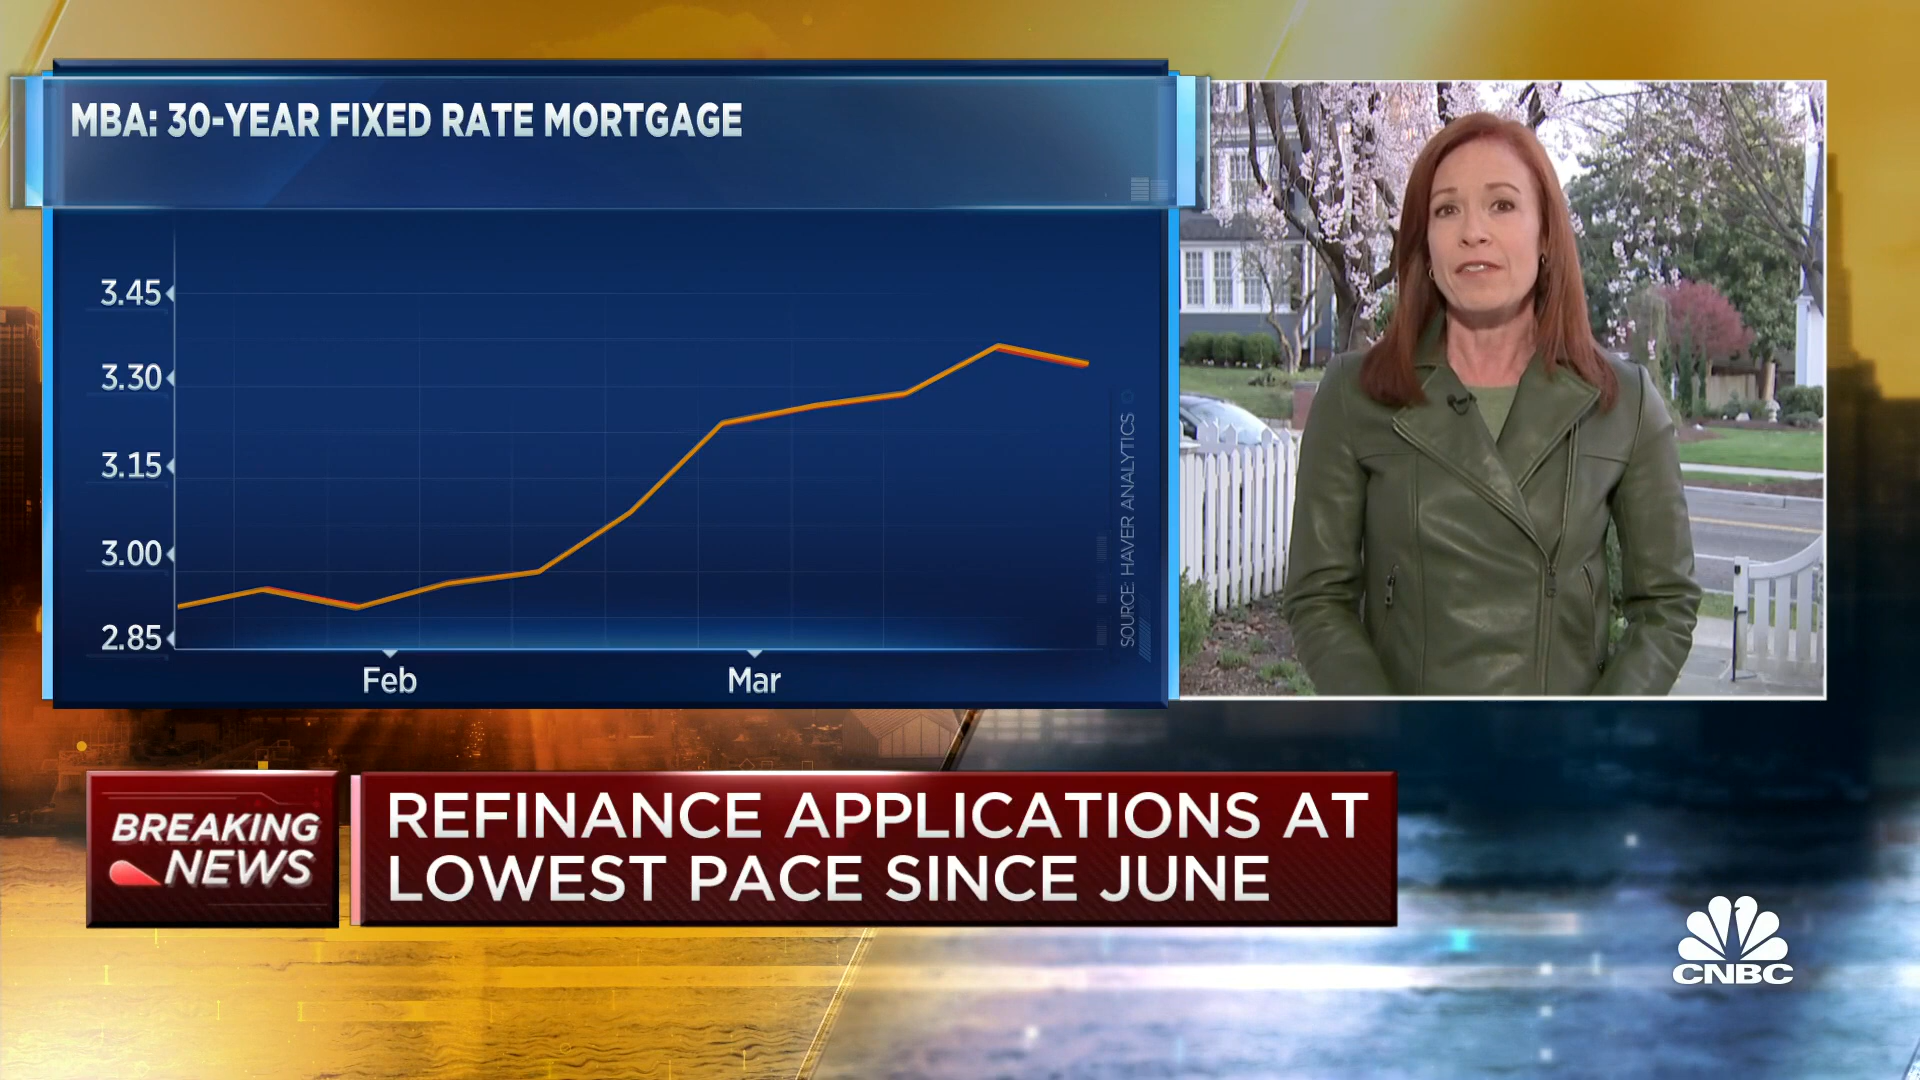 MBA: 30-YEAR FIXED RATE MORTGAGE
3.45
3.30
3.15
3.00
2.85
Feb
Mar
SOURCE: HAVER ANALYTICS
BREAKING
NEWS
REFINANCE APPLICATIONS AT
LOWEST PACE SINCE JUNE
CNBC